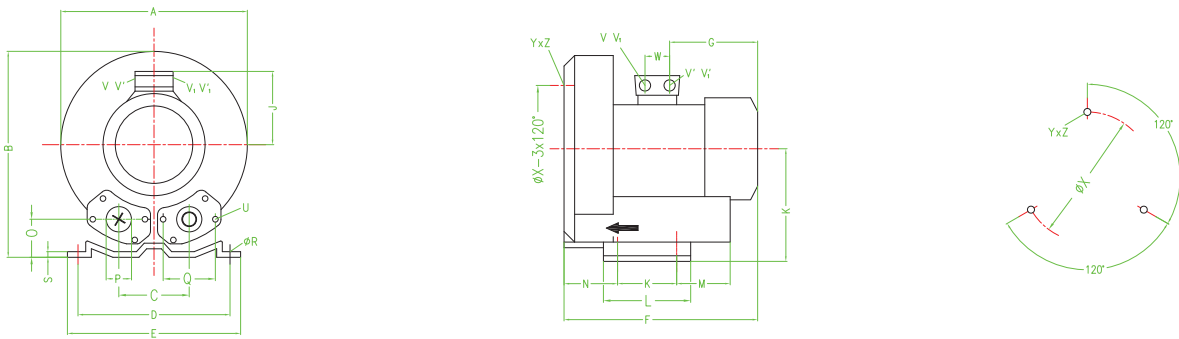 A
B
V V'
V₁ V'₁
J
O
S
U
ØR
P
Q
C
D
E
YxZ
V V₁
W
G
V' V₁'
ØX-3x120°
K
N
K
M
L
F
YxZ
120°
ØX
120°